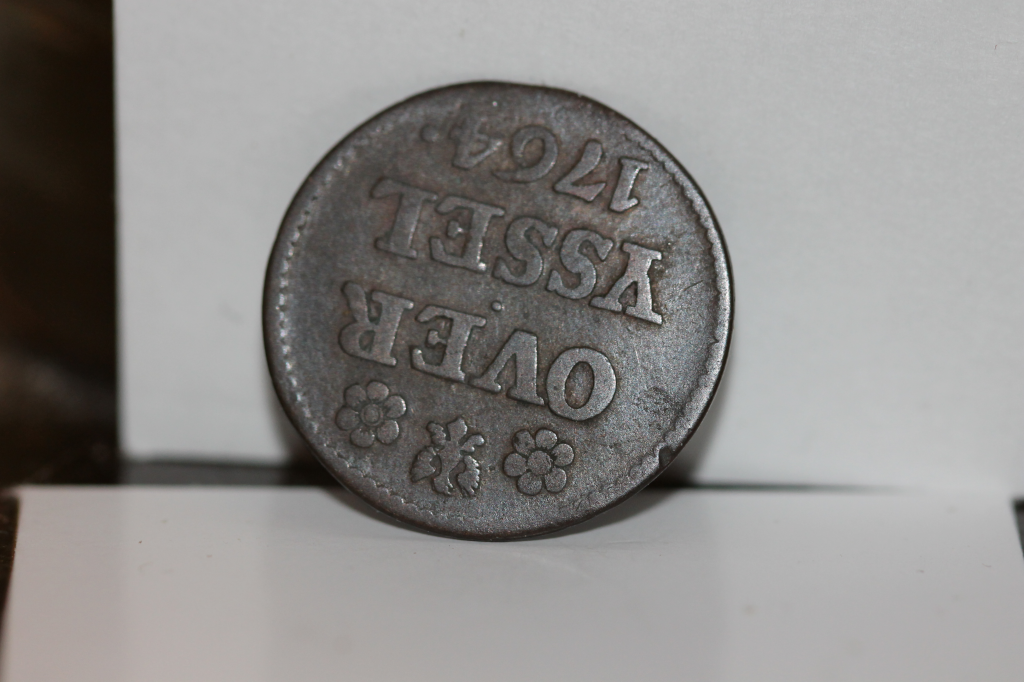 OVER
YSSEL
1764.